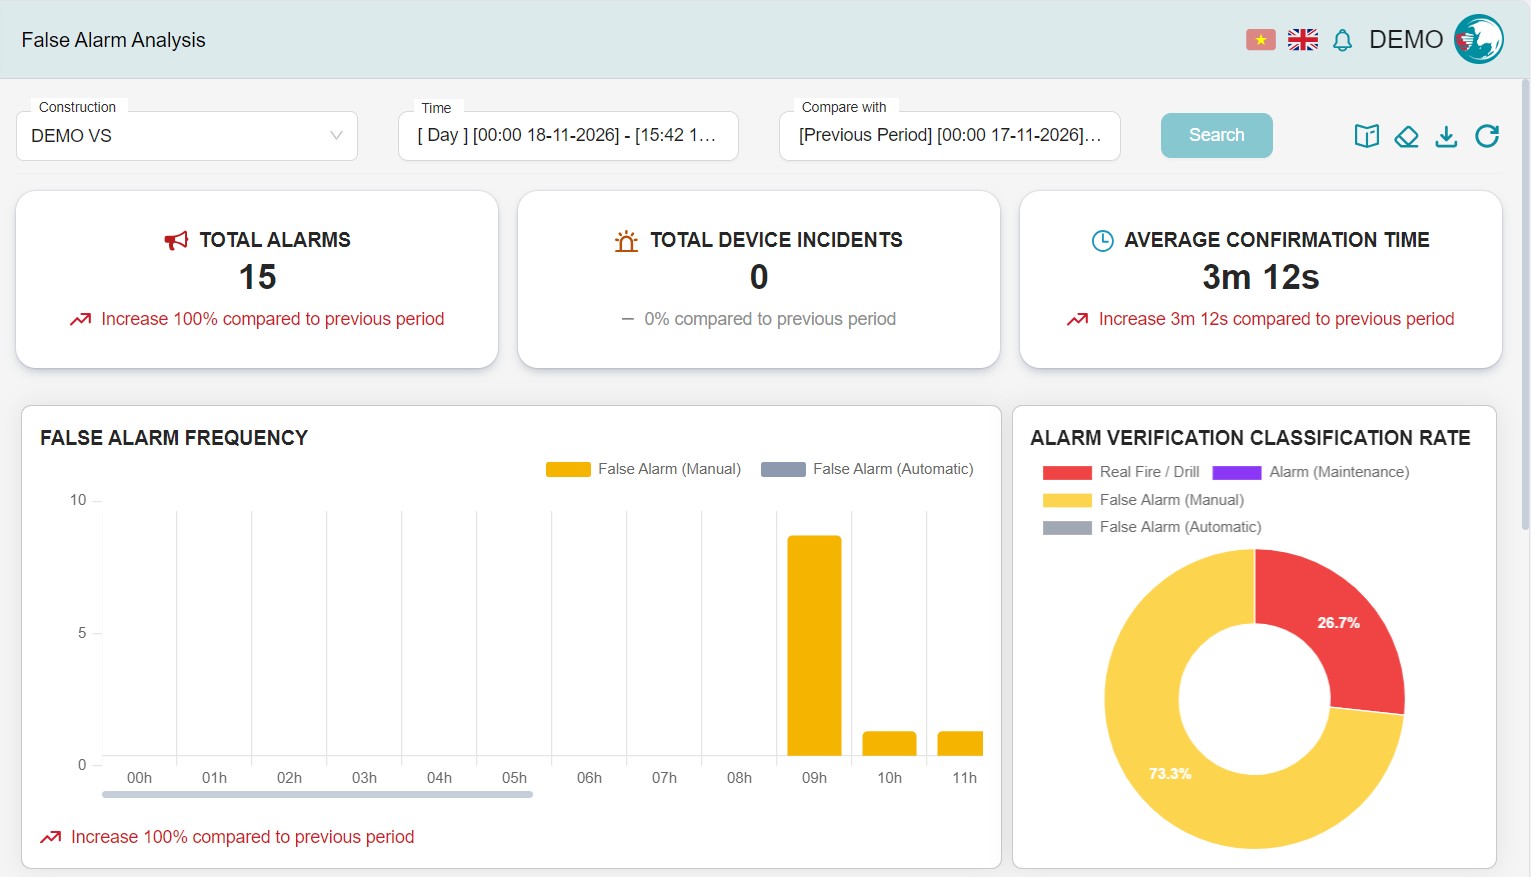 False Alarm Analysis
DEMO
Construction
DEMO VS
Time
[ Day ] [00:00 18-11-2026] - [15:42 1...
Compare with
[Previous Period] [00:00 17-11-2026]...
Search
TOTAL ALARMS
15
Increase 100% compared to previous period
TOTAL DEVICE INCIDENTS
0
0% compared to previous period
AVERAGE CONFIRMATION TIME
3m 12s
Increase 3m 12s compared to previous period
FALSE ALARM FREQUENCY
False Alarm (Manual) False Alarm (Automatic)
10
5
0
00h 01h 02h 03h 04h 05h 06h 07h 08h 09h 10h 11h
Increase 100% compared to previous period
ALARM VERIFICATION CLASSIFICATION RATE
Real Fire / Drill Alarm (Maintenance)
False Alarm (Manual)
False Alarm (Automatic)
26.7%
73.3%